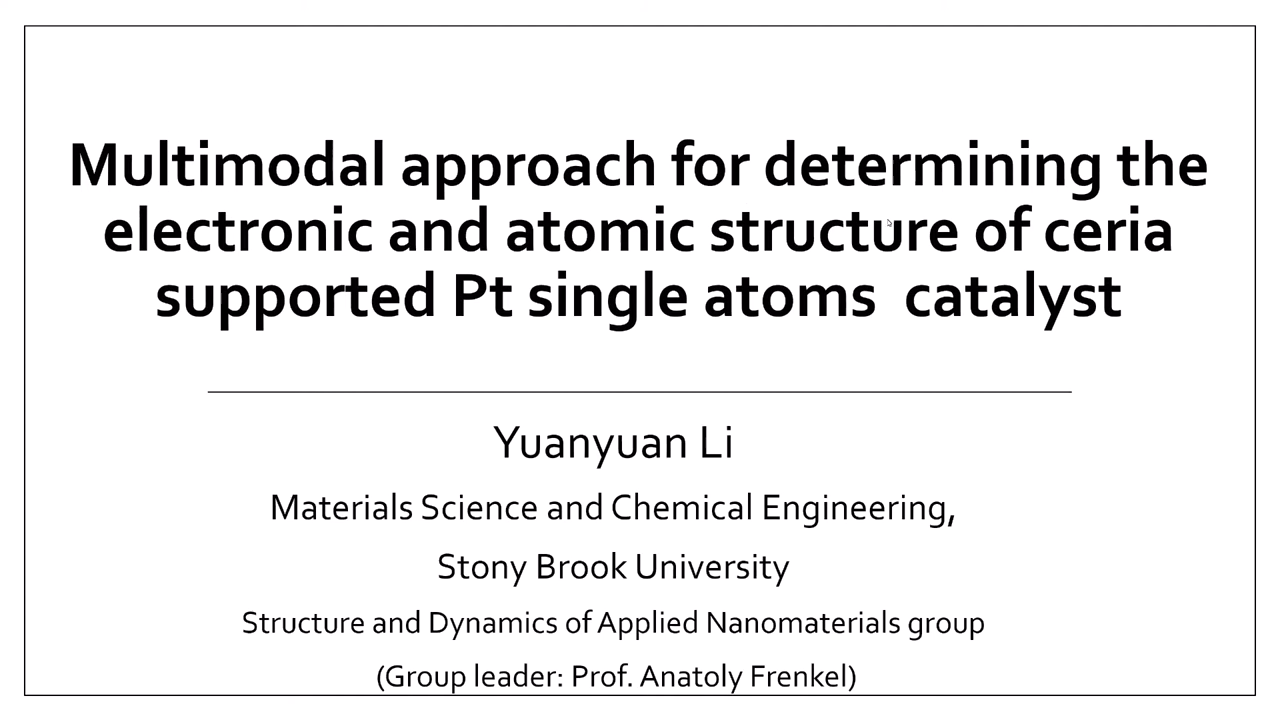 Multimodal approach for determining the
electronic and atomic structure of ceria
supported Pt single atoms  catalyst
Yuanyuan Li
Materials Science and Chemical Engineering,
Stony Brook University
Structure and Dynamics of Applied Nanomaterials group
(Group leader: Prof. Anatoly Frenkel)